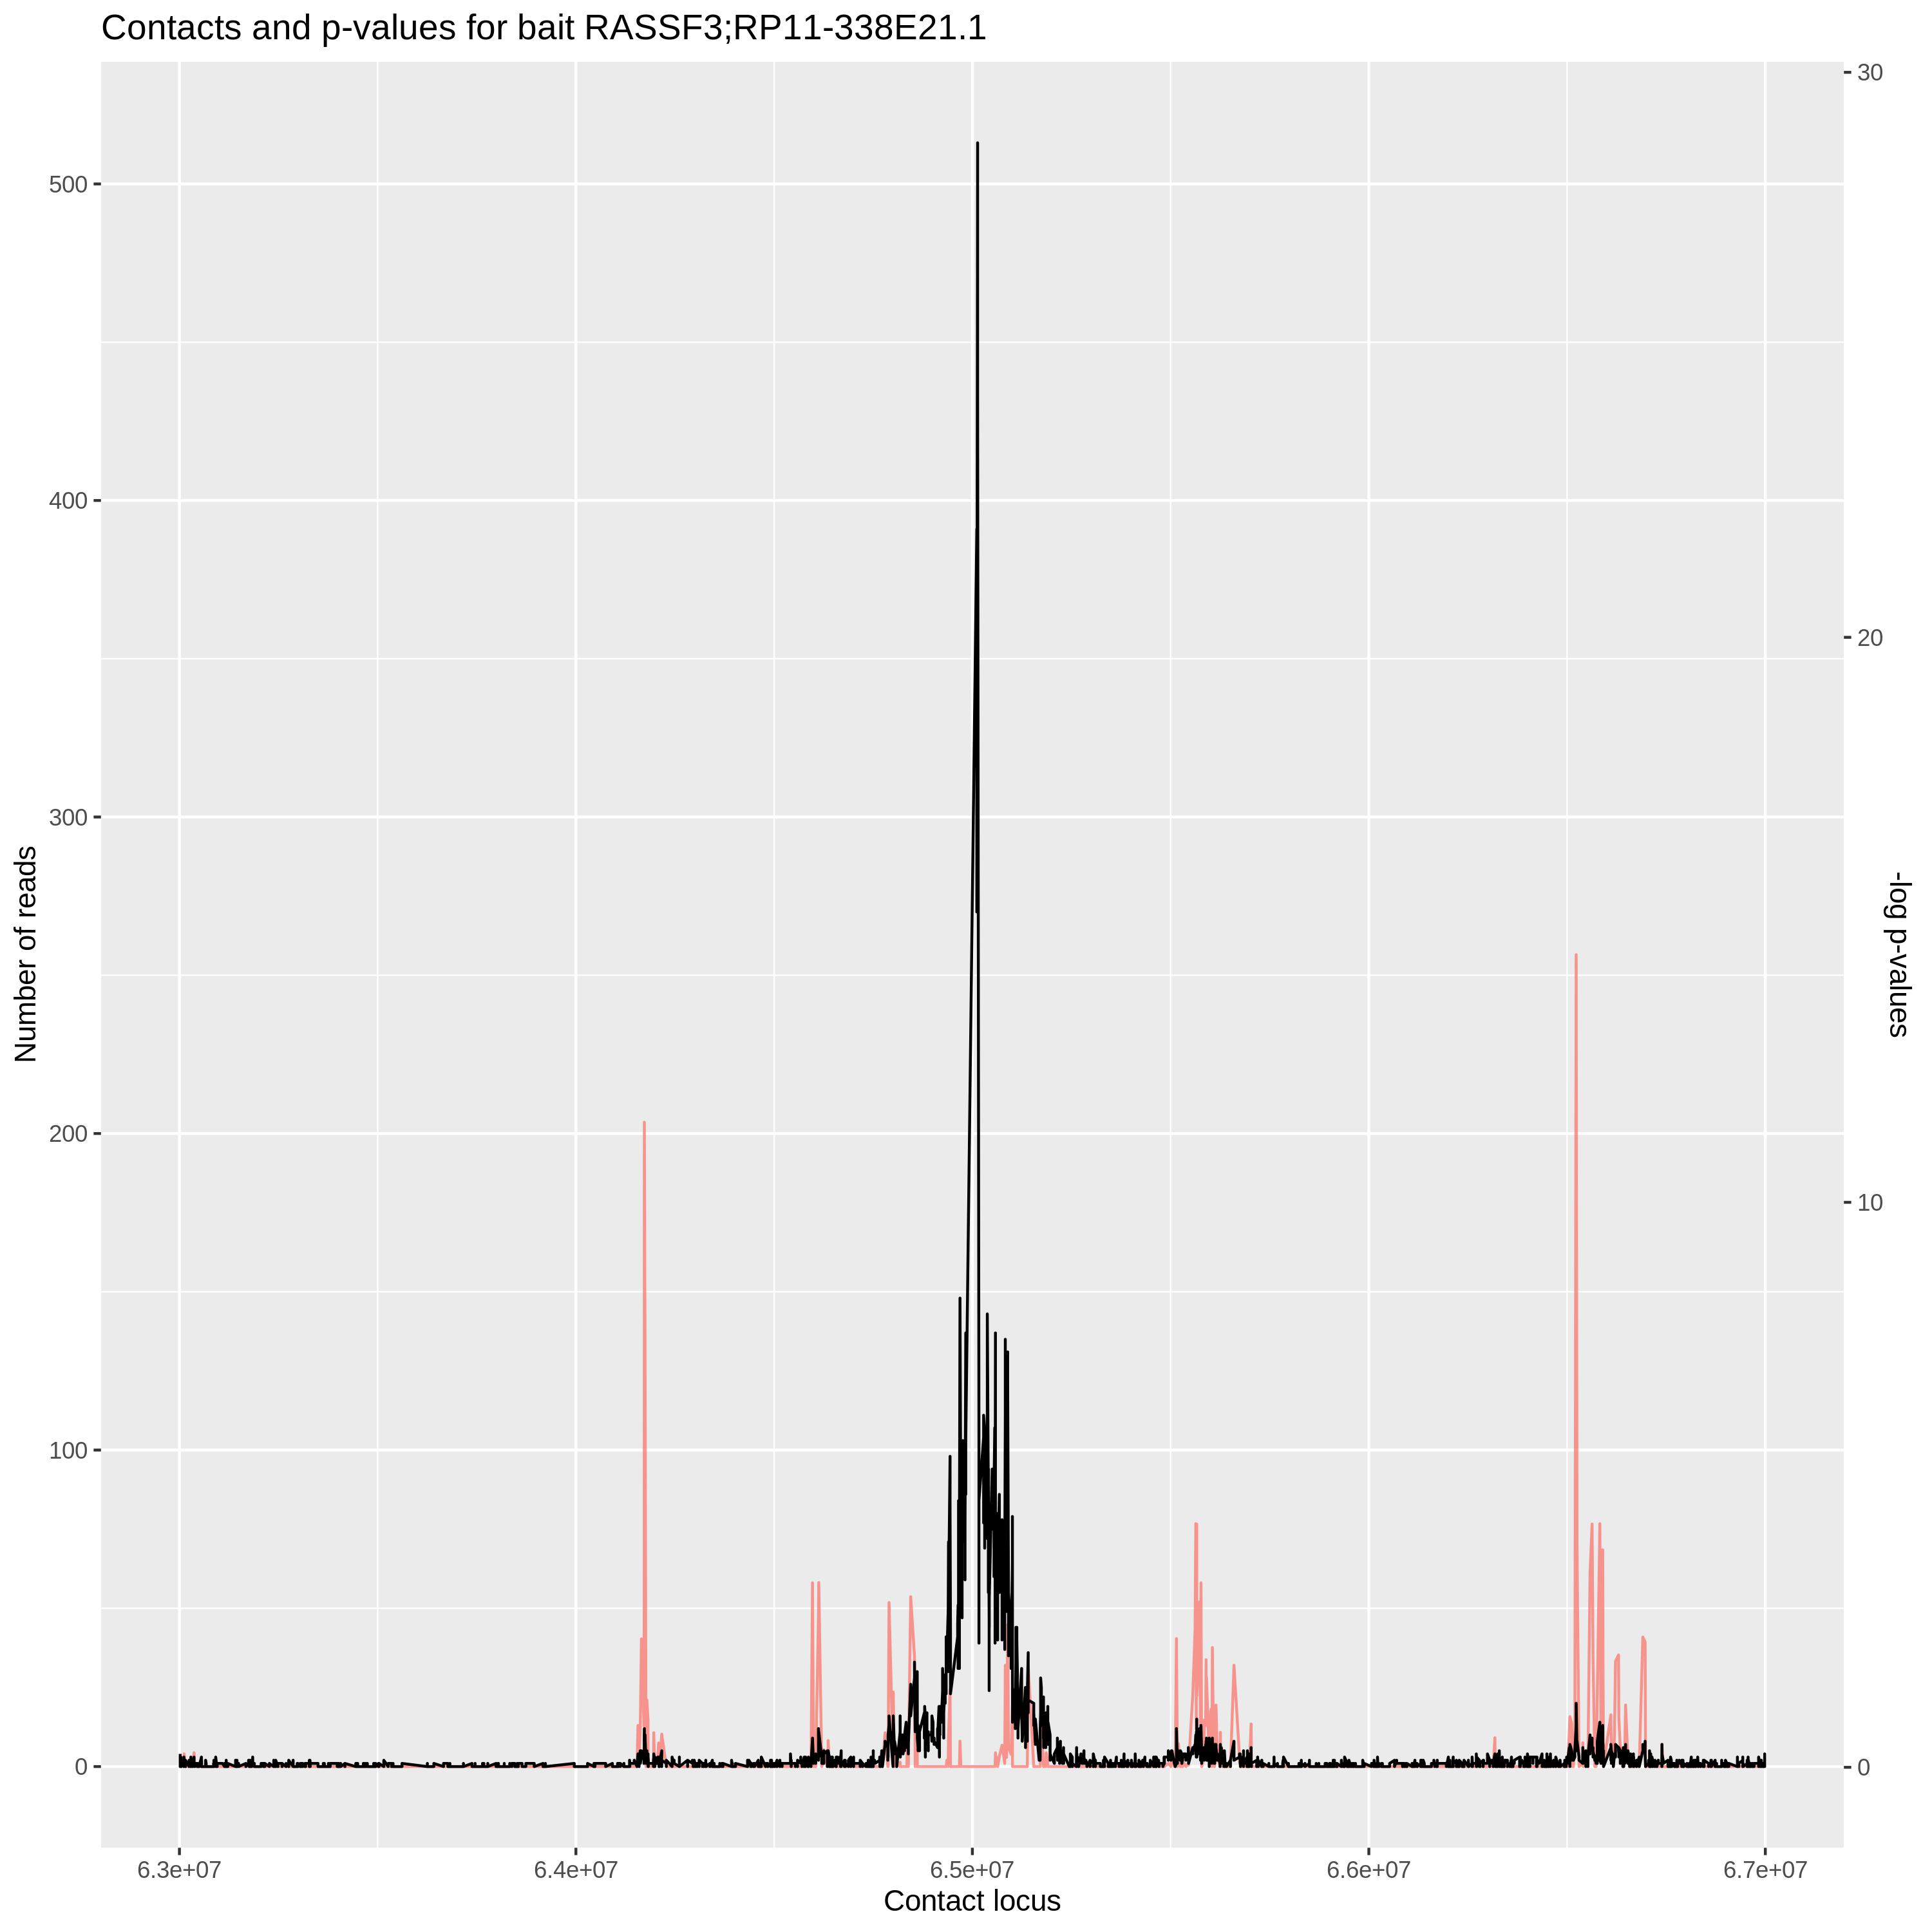 Contacts and p-values for bait RASSF3;RP11-338E21.1
30
500
400
20
300
Number of reads
-log p-values
200
10
100
0
0
6.3e+07 6.4e+07 6.5e+07 6.6e+07 6.7e+07
Contact locus